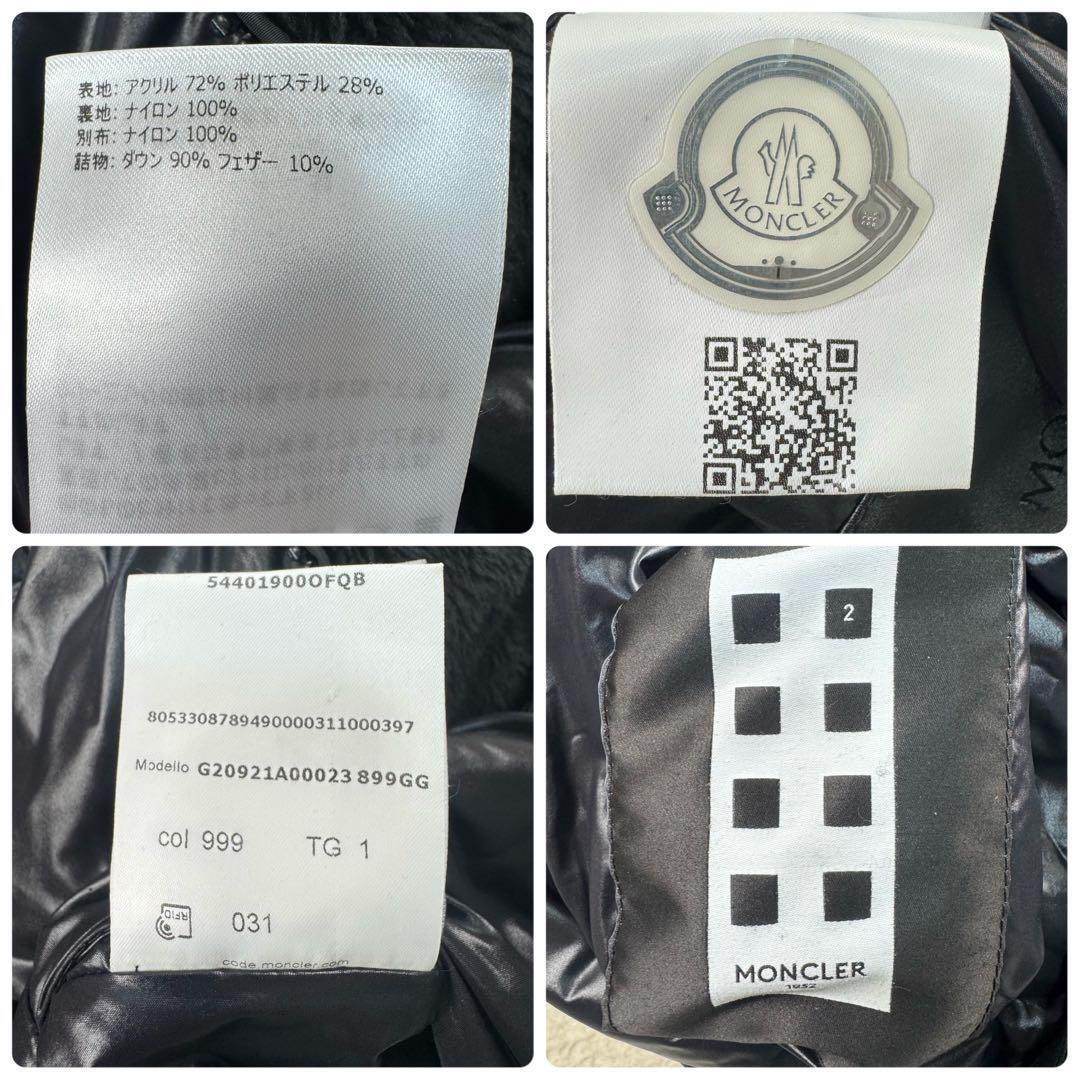 表地: アクリル 72% ポリエステル 28%
裏地: ナイロン 100%
別布: ナイロン 100%
詰物: ダウン 90% フェザー 10%
MONCLER
MO
54401900OFQB
8053308789490000311000397
Modello G20921A00023 899GG
col 999 TG 1
RFID 031
code.moncler.com
2
MONCLER
1952